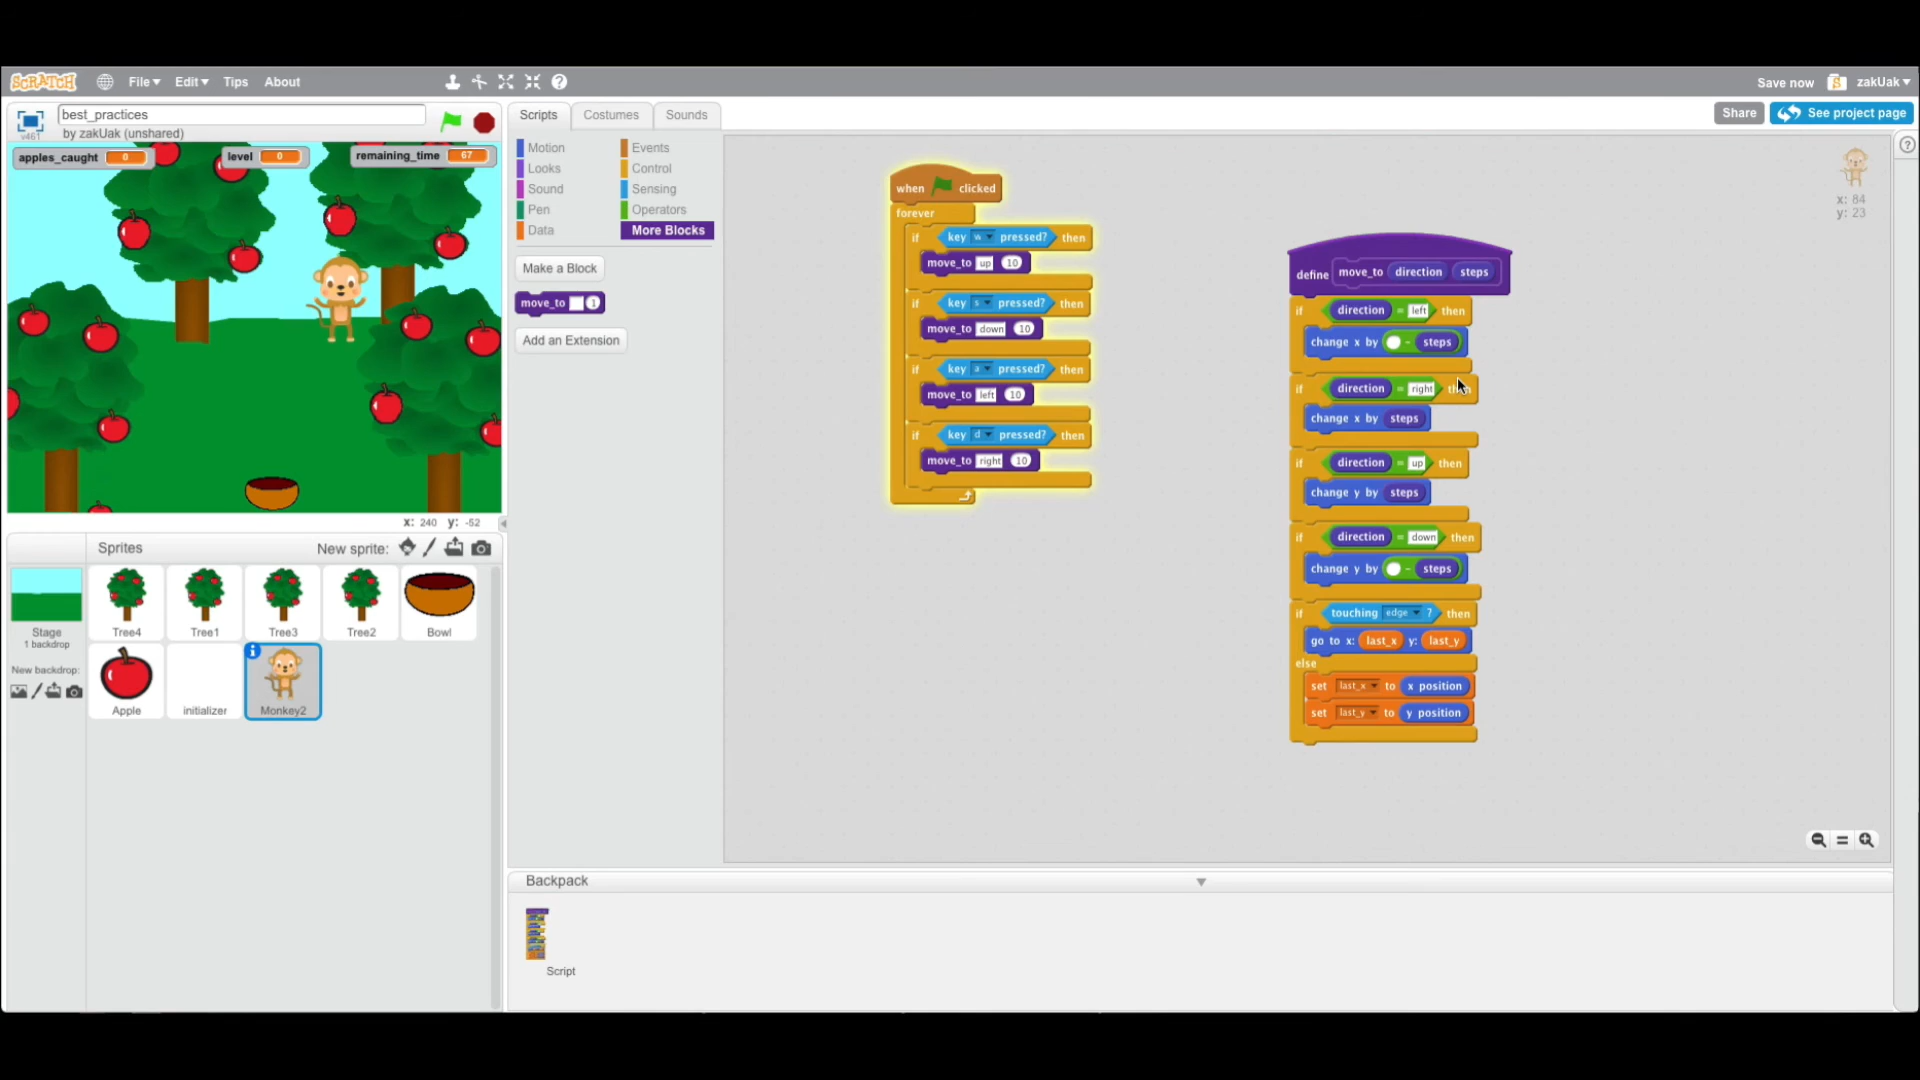 SCRATCH File Edit Tips About Save now zakUak
best_practices
by zakUak (unshared)
v461
Scripts Costumes Sounds Share See project page
apples_caught 0 level 0 remaining_time 67
x: 240 y: -52
Motion Events
Looks Control
Sound Sensing
Pen Operators
Data More Blocks
Make a Block
move_to 1
Add an Extension
when clicked
forever
if key w pressed? then
move_to up 10
if key s pressed? then
move_to down 10
if key a pressed? then
move_to left 10
if key d pressed? then
move_to right 10
define move_to direction steps
if direction = left then
change x by - steps
if direction = right then
change x by steps
if direction = up then
change y by steps
if direction = down then
change y by - steps
if touching edge ? then
go to x: last_x y: last_y
else
set last_x to x position
set last_y to y position
x: 84
y: 23
Sprites New sprite:
Stage
1 backdrop
New backdrop:
Tree4 Tree1 Tree3 Tree2 Bowl
Apple initializer Monkey2
Backpack
Script